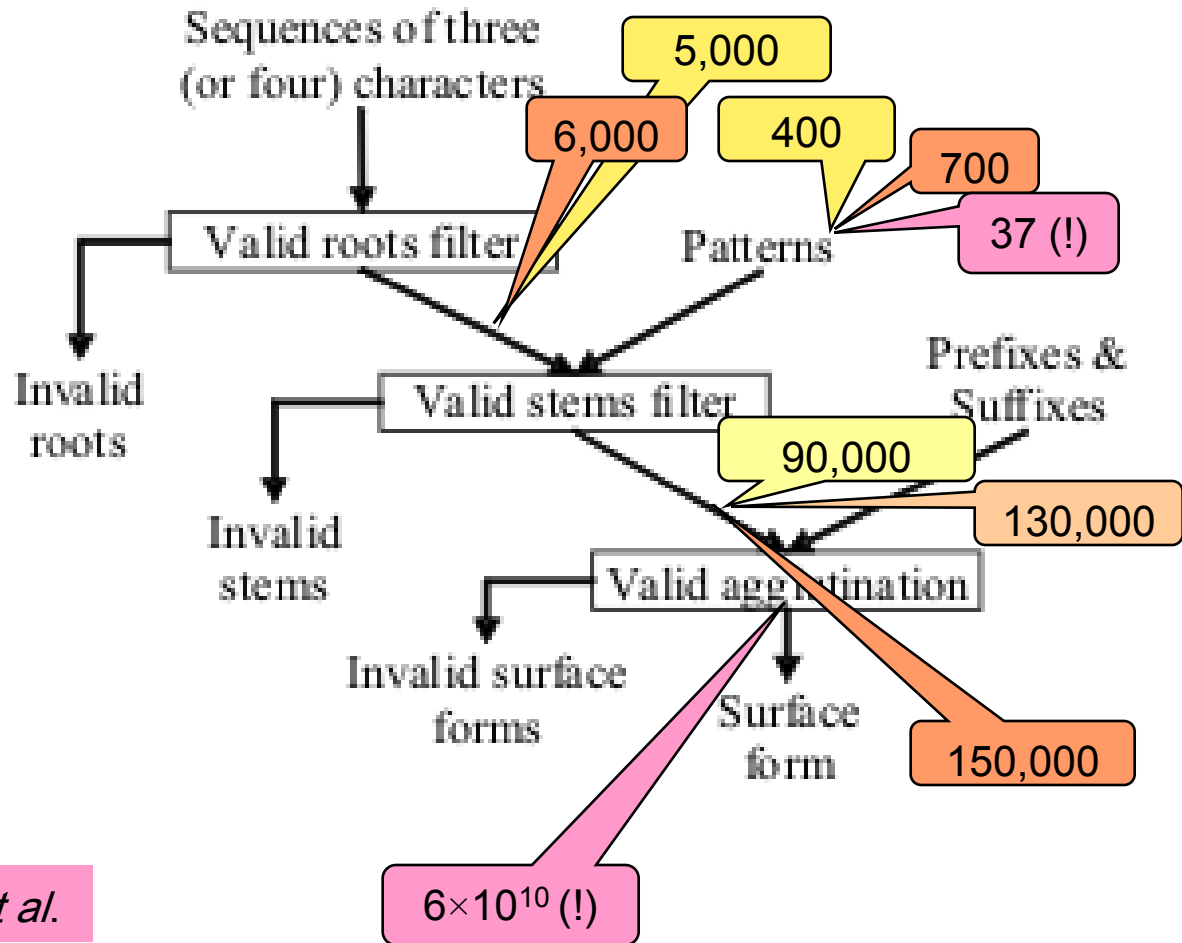 Sequences of three
(or four) characters
5,000
6,000
400
700
37 (!)
Valid roots filter
Patterns
Invalid
roots
Valid stems filter
Prefixes &
Suffixes
90,000
130,000
Invalid
stems
Valid agglutination
Invalid surface
forms
Surface
form
150,000
6×10¹⁰ (!)
al.